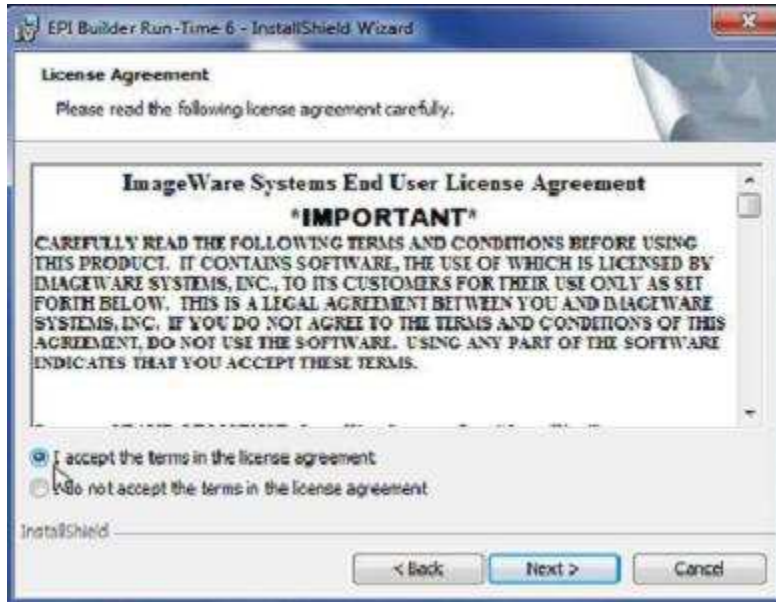 EPI Builder Run-Time 6 - InstallShield Wizard
License Agreement
Please read the following license agreement carefully.
ImageWare Systems End User License Agreement
*IMPORTANT*
CAREFULLY READ THE FOLLOWING TERMS AND CONDITIONS BEFORE USING
THIS PRODUCT. IT CONTAINS SOFTWARE, THE USE OF WHICH IS LICENSED BY
IMAGEWARE SYSTEMS, INC., TO ITS CUSTOMERS FOR THEIR USE ONLY AS SET
FORTH BELOW. THIS IS A LEGAL AGREEMENT BETWEEN YOU AND IMAGEWARE
SYSTEMS, INC. IF YOU DO NOT AGREE TO THE TERMS AND CONDITIONS OF THIS
AGREEMENT, DO NOT USE THE SOFTWARE. USING ANY PART OF THE SOFTWARE
INDICATES THAT YOU ACCEPT THESE TERMS.
I accept the terms in the license agreement
I do not accept the terms in the license agreement
InstallShield
< Back
Next >
Cancel